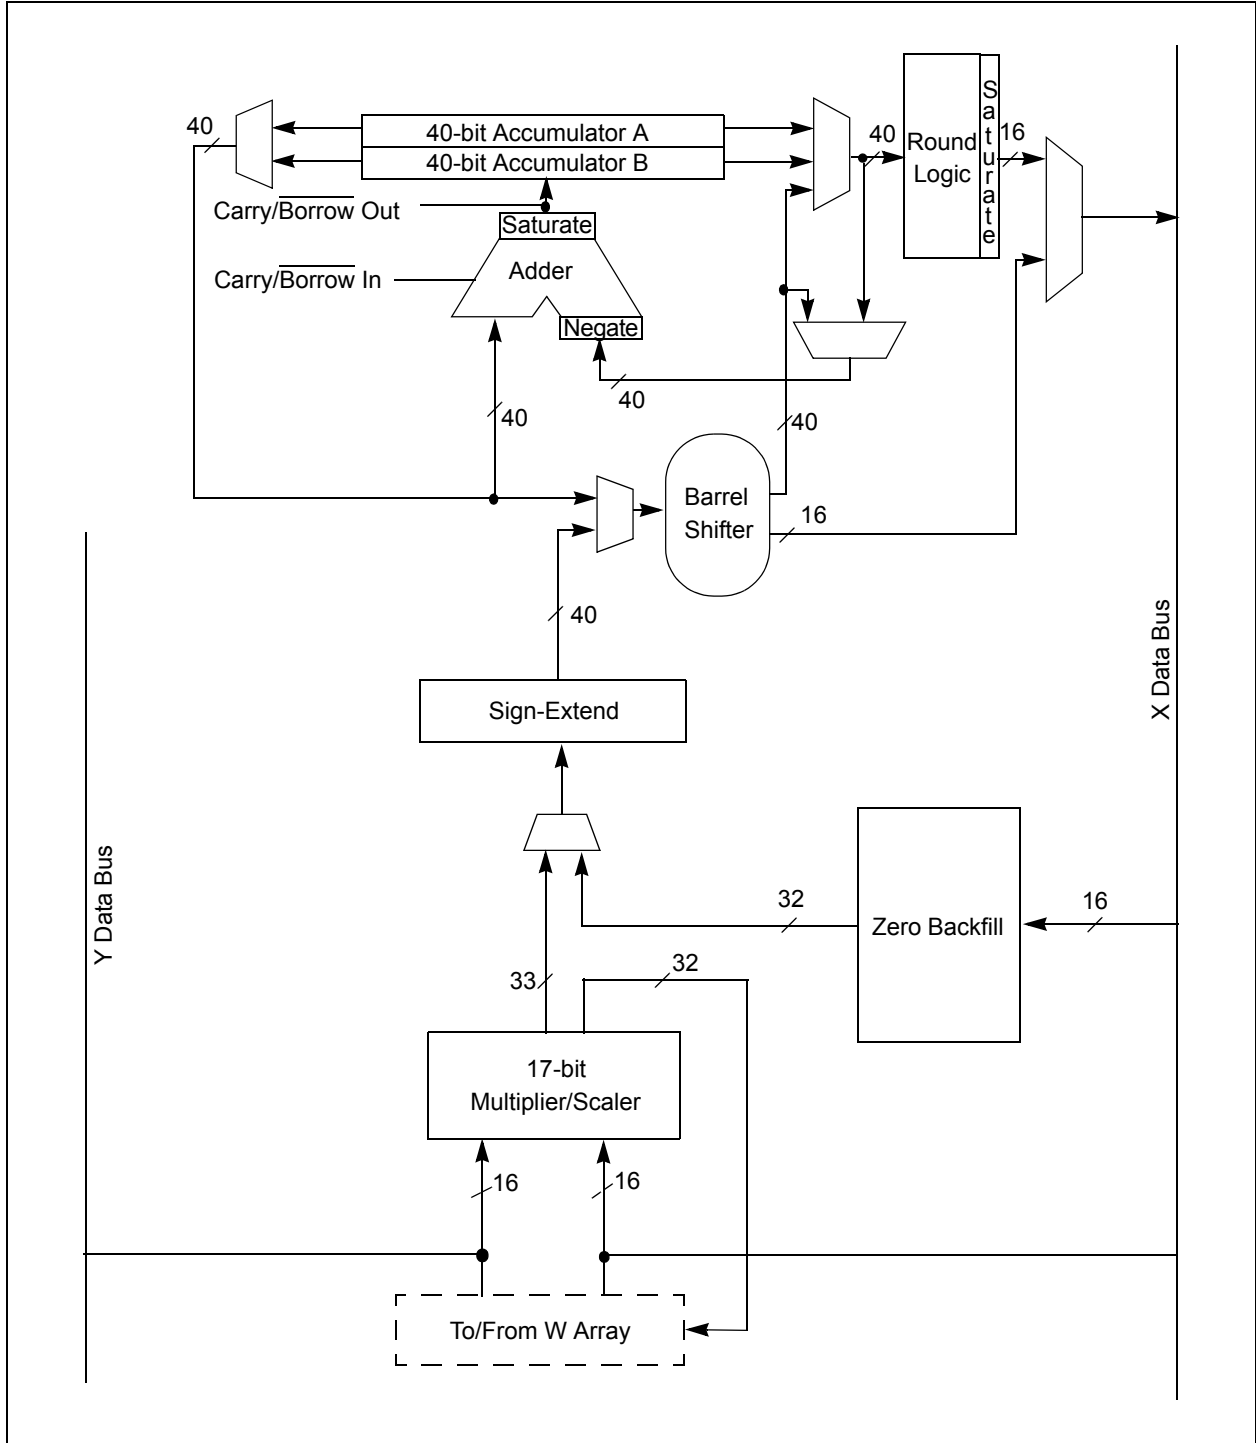 40
40-bit Accumulator A
40-bit Accumulator B
40
Round
Logic
Saturate
16
Carry/Borrow Out
Saturate
Carry/Borrow In
Adder
Negate
40
40
40
Barrel
Shifter
16
40
X Data Bus
Sign-Extend
Y Data Bus
32
Zero Backfill
16
33
32
17-bit
Multiplier/Scaler
16
16
To/From W Array